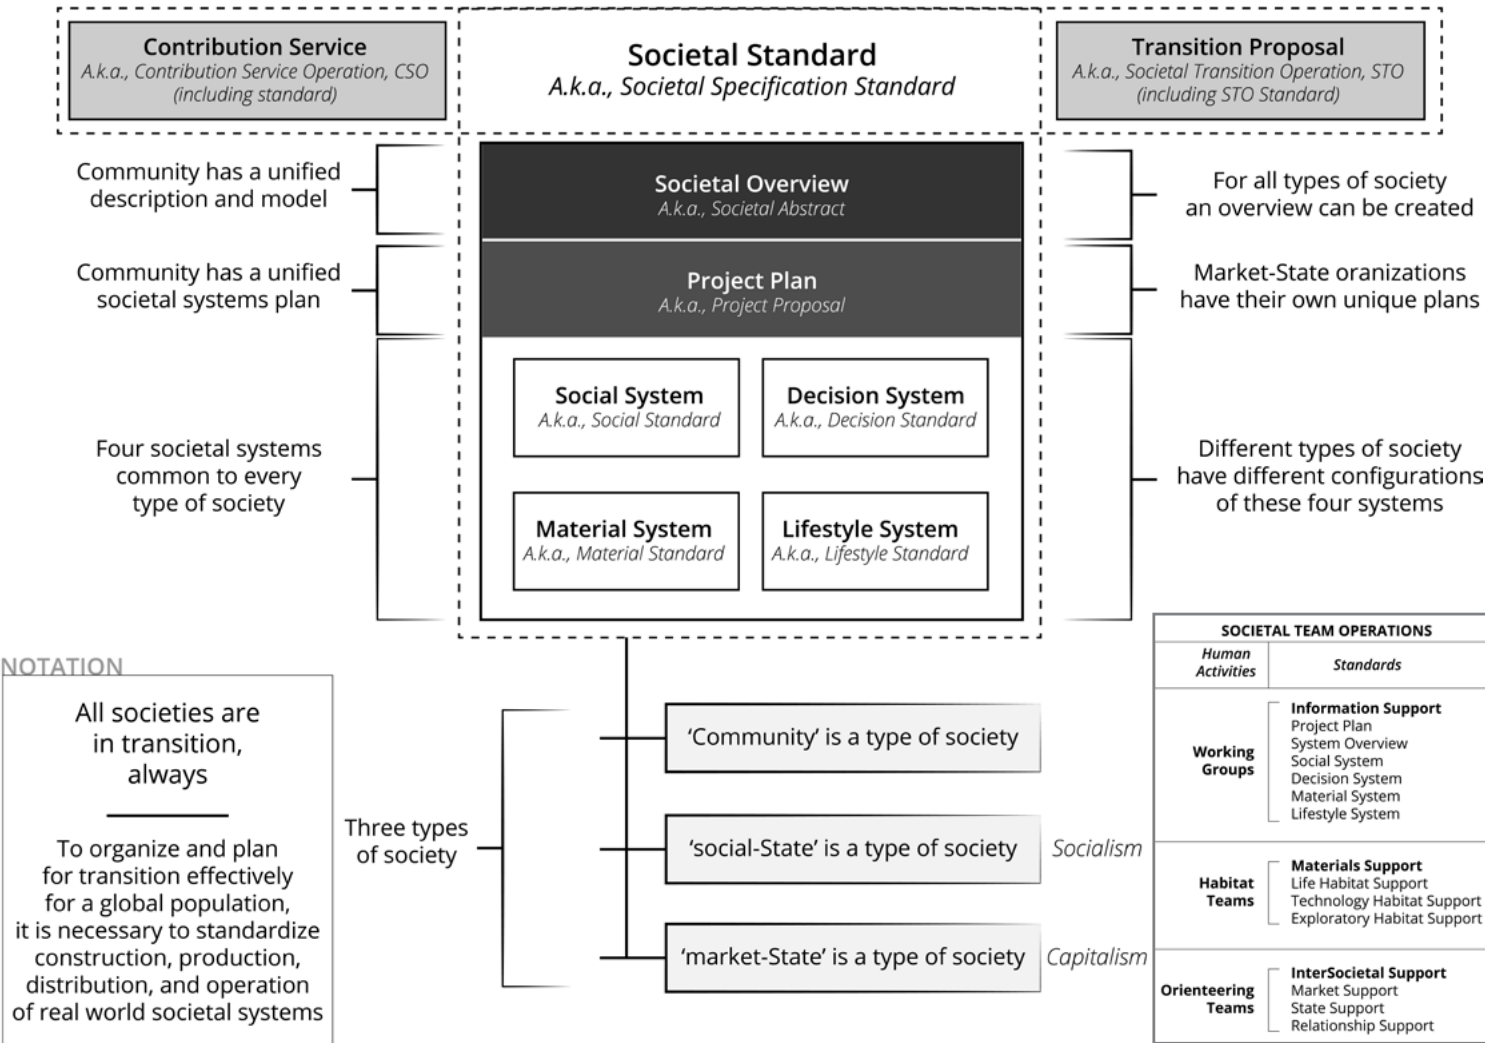 Contribution Service
A.k.a., Contribution Service Operation, CSO
(including standard)
Societal Standard
A.k.a., Societal Specification Standard
Transition Proposal
A.k.a., Societal Transition Operation, STO
(including STO Standard)
Community has a unified
description and model
Societal Overview
A.k.a., Societal Abstract
For all types of society
an overview can be created
Community has a unified
societal systems plan
Project Plan
A.k.a., Project Proposal
Market-State oranizations
have their own unique plans
Four societal systems
common to every
type of society
Social System
A.k.a., Social Standard
Decision System
A.k.a., Decision Standard
Material System
A.k.a., Material Standard
Lifestyle System
A.k.a., Lifestyle Standard
Different types of society
have different configurations
of these four systems
NOTATION
All societies are
in transition,
always
To organize and plan
for transition effectively
for a global population,
it is necessary to standardize
construction, production,
distribution, and operation
of real world societal systems
Three types
of society
‘Community’ is a type of society
‘social-State’ is a type of society
Socialism
‘market-State’ is a type of society
Capitalism
SOCIETAL TEAM OPERATIONS
Human
Activities
Standards
Working
Groups
Information Support
Project Plan
System Overview
Social System
Decision System
Material System
Lifestyle System
Habitat
Teams
Materials Support
Life Habitat Support
Technology Habitat Support
Exploratory Habitat Support
Orienteering
Teams
InterSocietal Support
Market Support
State Support
Relationship Support